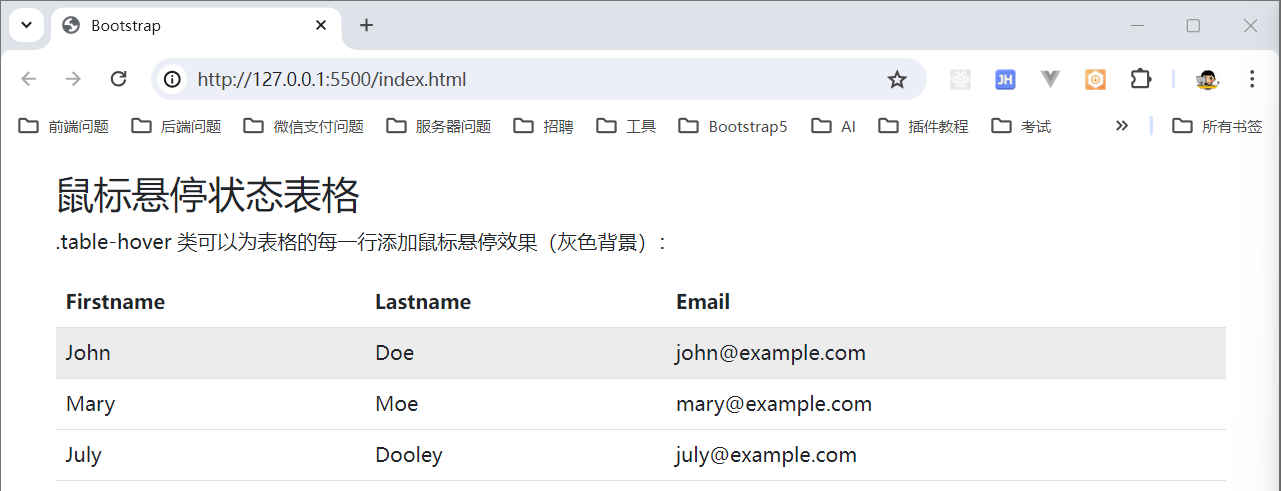 Bootstrap
http://127.0.0.1:5500/index.html
JH
前端问题 后端问题 微信支付问题 服务器问题 招聘 工具 Bootstrap5 AI 插件教程 考试 所有书签
鼠标悬停状态表格
.table-hover 类可以为表格的每一行添加鼠标悬停效果（灰色背景）：
Firstname Lastname Email
John Doe john@example.com
Mary Moe mary@example.com
July Dooley july@example.com